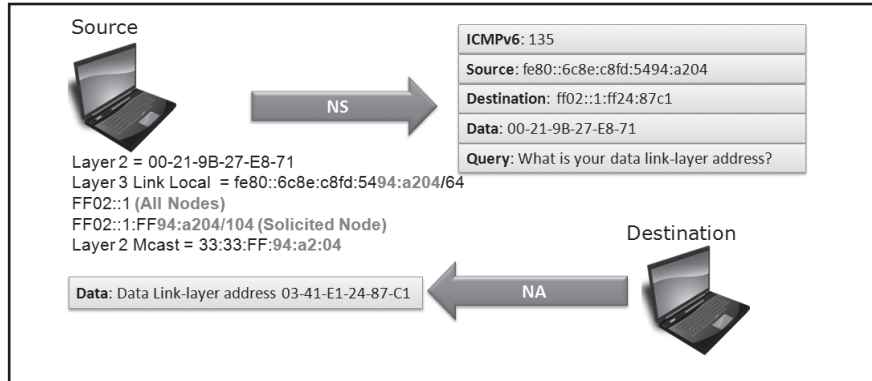 Source
ICMPv6: 135
Source: fe80::6c8e:c8fd:5494:a204
Destination: ff02::1:ff24:87c1
Data: 00-21-9B-27-E8-71
Query: What is your data link-layer address?
NS
Layer 2 = 00-21-9B-27-E8-71
Layer 3 Link Local = fe80::6c8e:c8fd:5494:a204/64
FF02::1 (All Nodes)
FF02::1:FF94:a204/104 (Solicited Node)
Layer 2 Mcast = 33:33:FF:94:a2:04
Destination
Data: Data Link-layer address 03-41-E1-24-87-C1
NA